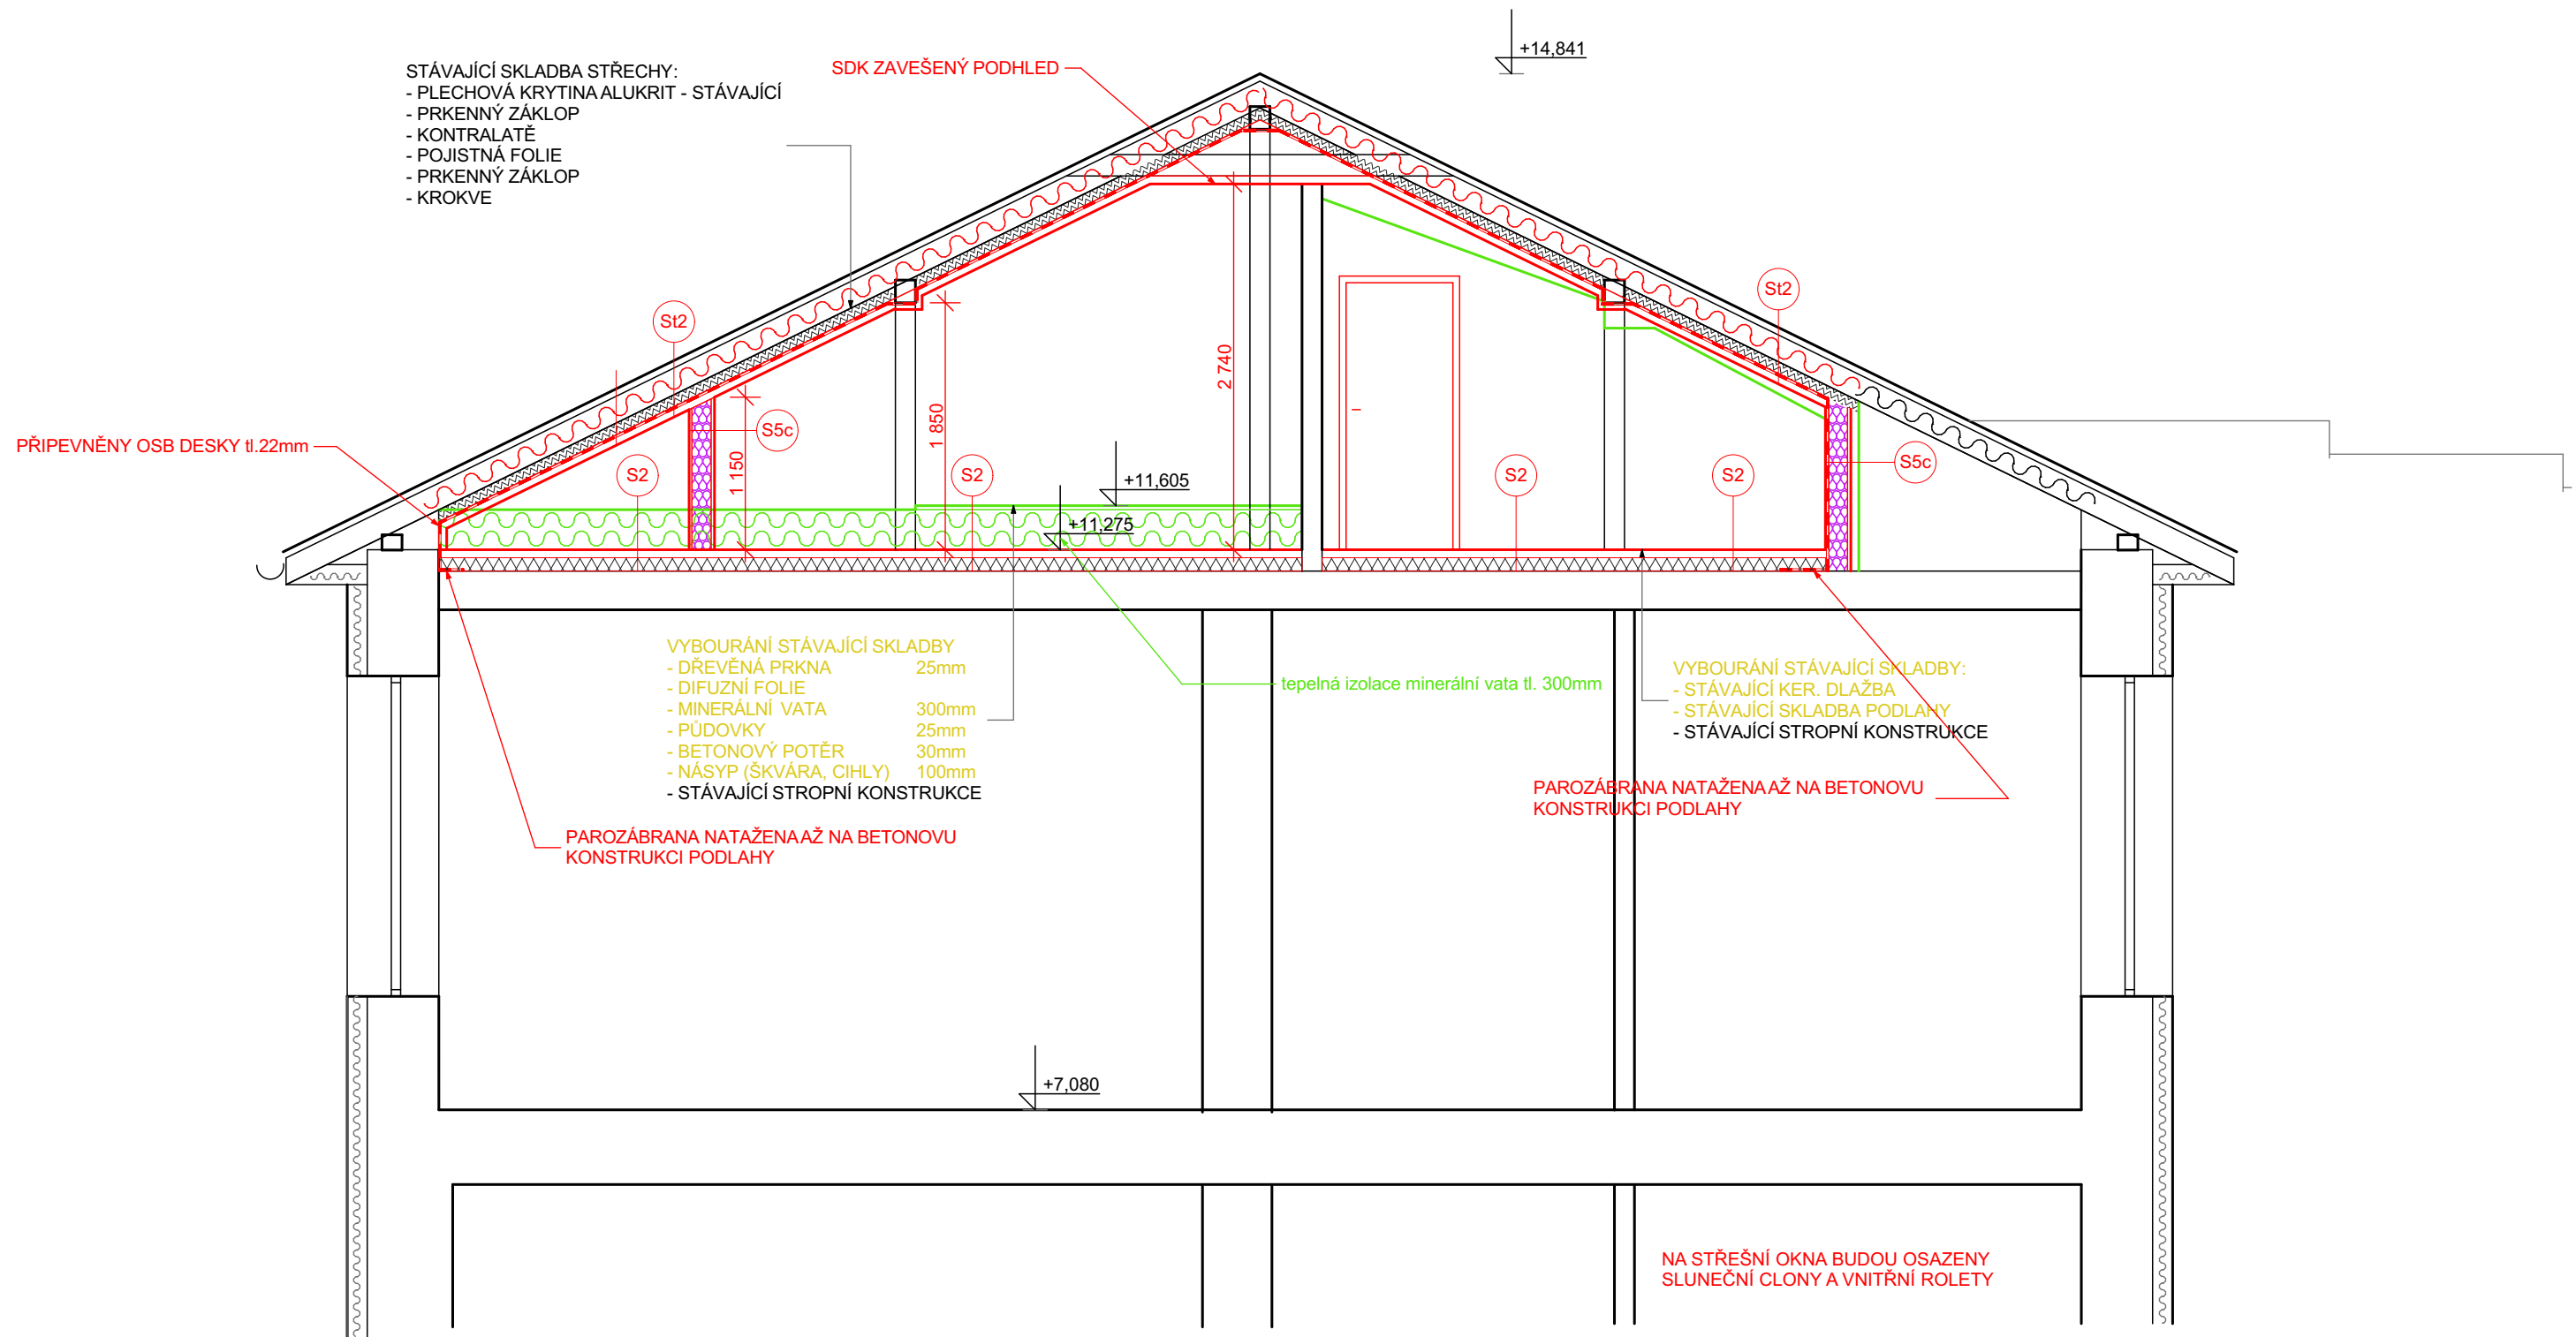 +14,841
STÁVAJÍCÍ SKLADBA STŘECHY:
- PLECHOVÁ KRYTINA ALUKRIT - STÁVAJÍCÍ
- PRKENNÝ ZÁKLOP
- KONTRALATĚ
- POJISTNÁ FOLIE
- PRKENNÝ ZÁKLOP
- KROKVE
SDK ZAVEŠENÝ PODHLED
St2
St2
PŘIPEVNĚNY OSB DESKY tl.22mm
S5c
S5c
S2
S2
S2
S2
1 150
1 850
2 740
+11,605
+11,275
VYBOURÁNÍ STÁVAJÍCÍ SKLADBY
- DŘEVĚNÁ PRKNA 25mm
- DIFUZNÍ FOLIE
- MINERÁLNÍ VATA 300mm
- PŮDOVKY 25mm
- BETONOVÝ POTĚR 30mm
- NÁSYP (ŠKVÁRA, CIHLY) 100mm
- STÁVAJÍCÍ STROPNÍ KONSTRUKCE
tepelná izolace minerální vata tl. 300mm
VYBOURÁNÍ STÁVAJÍCÍ SKLADBY:
- STÁVAJÍCÍ KER. DLAŽBA
- STÁVAJÍCÍ SKLADBA PODLAHY
- STÁVAJÍCÍ STROPNÍ KONSTRUKCE
PAROZÁBRANA NATAŽENA AŽ NA BETONOVU
KONSTRUKCI PODLAHY
PAROZÁBRANA NATAŽENA AŽ NA BETONOVU
KONSTRUKCI PODLAHY
+7,080
NA STŘEŠNÍ OKNA BUDOU OSAZENY
SLUNEČNÍ CLONY A VNITŘNÍ ROLETY